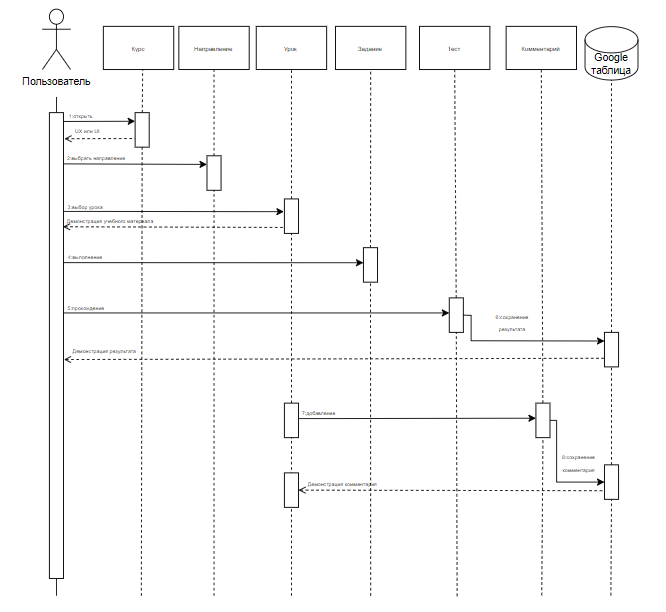 Курс
Направление
Урок
Задание
Тест
Комментарий
Google
таблица
Пользователь
1:открыть
UX или UI
2:выбрать направление
3:выбор урока
Демонстрация учебного материала
4:выполнение
5:прохождение
6:сохранение
результата
Демонстрация результата
7:добавление
8:сохранение
комментария
Демонстрация комментария